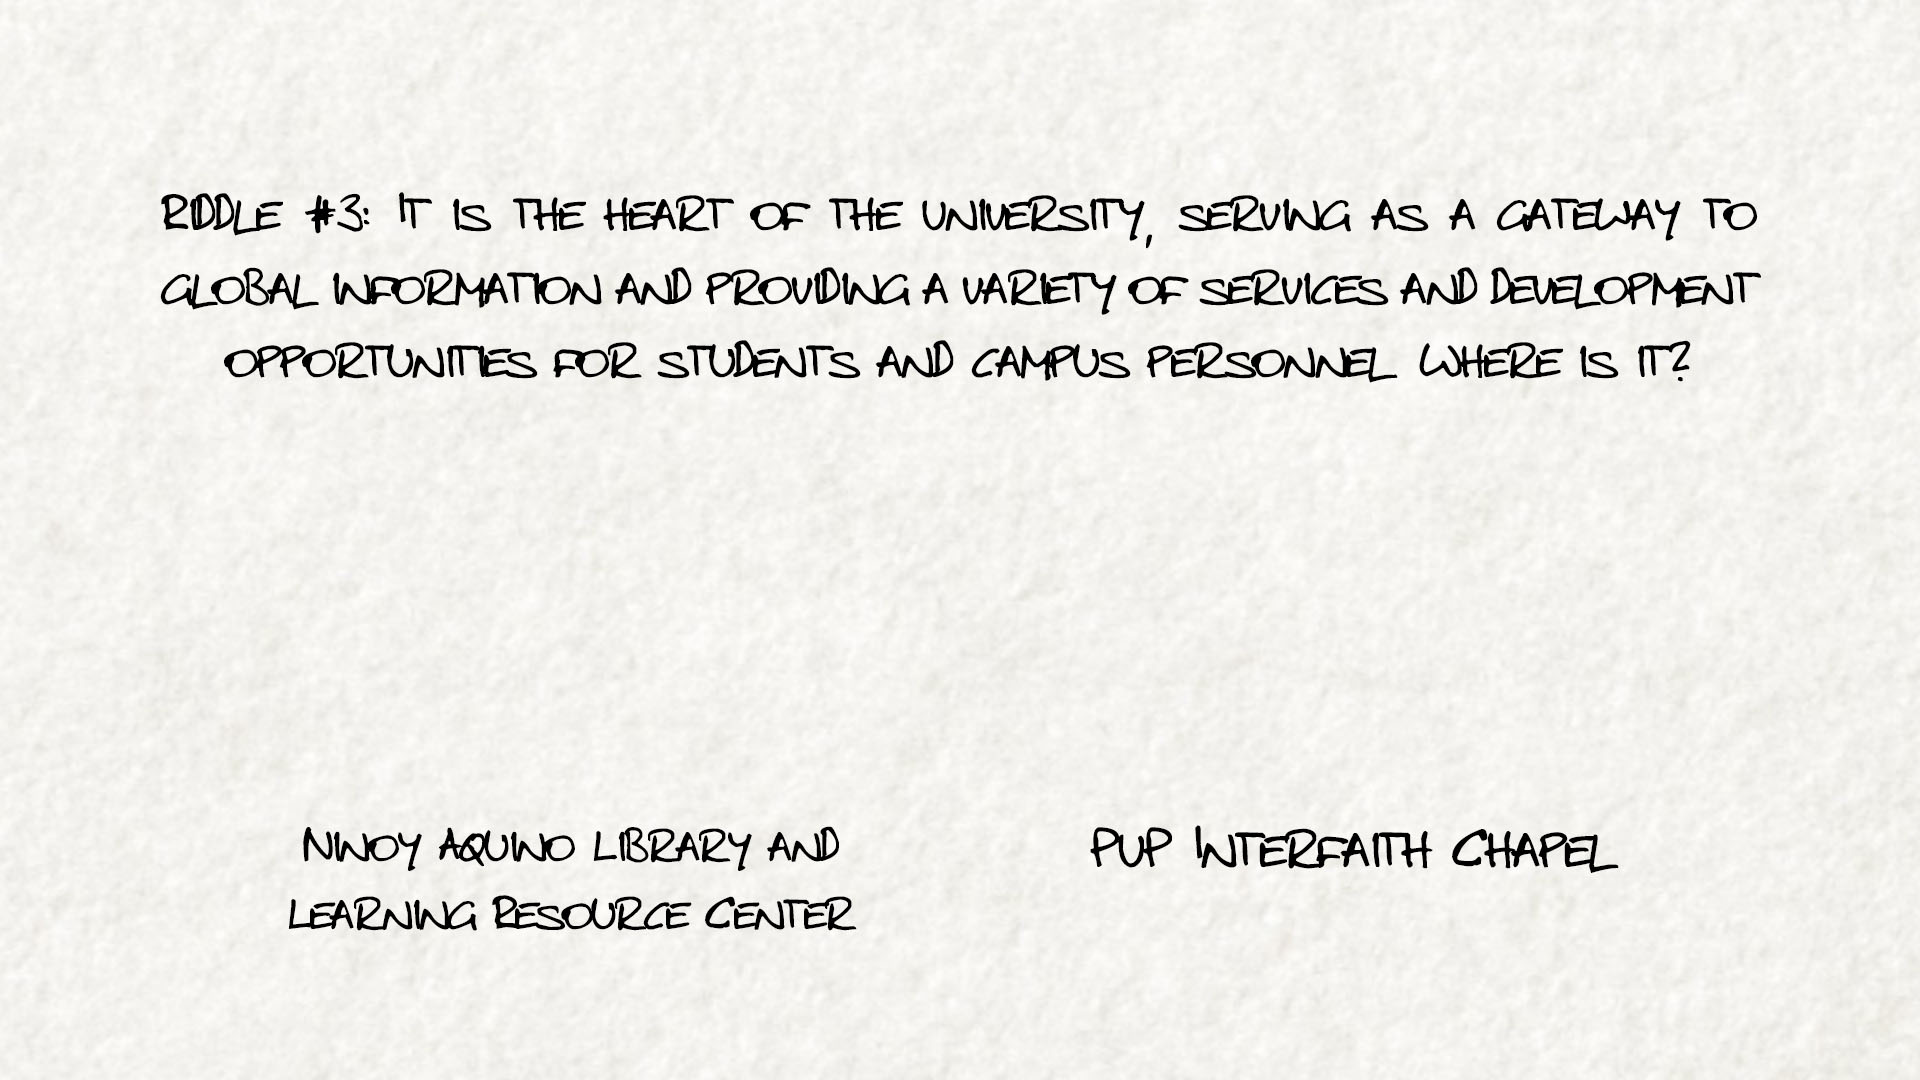 Riddle #3: It is the heart of the university, serving as a gateway to
global information and providing a variety of services and development
opportunities for students and campus personnel where is it?
Ninoy Aquino Library and
Learning Resource Center
PUP Interfaith Chapel